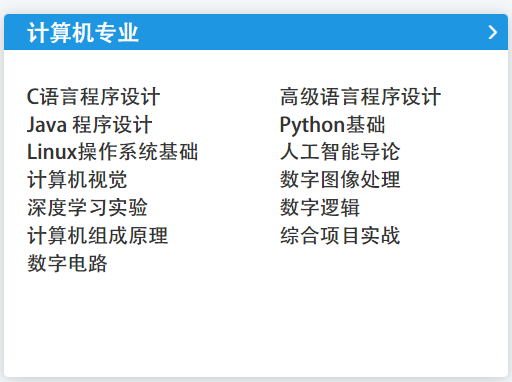 计算机专业
C语言程序设计 高级语言程序设计
Java 程序设计 Python基础
Linux操作系统基础 人工智能导论
计算机视觉 数字图像处理
深度学习实验 数字逻辑
计算机组成原理 综合项目实战
数字电路